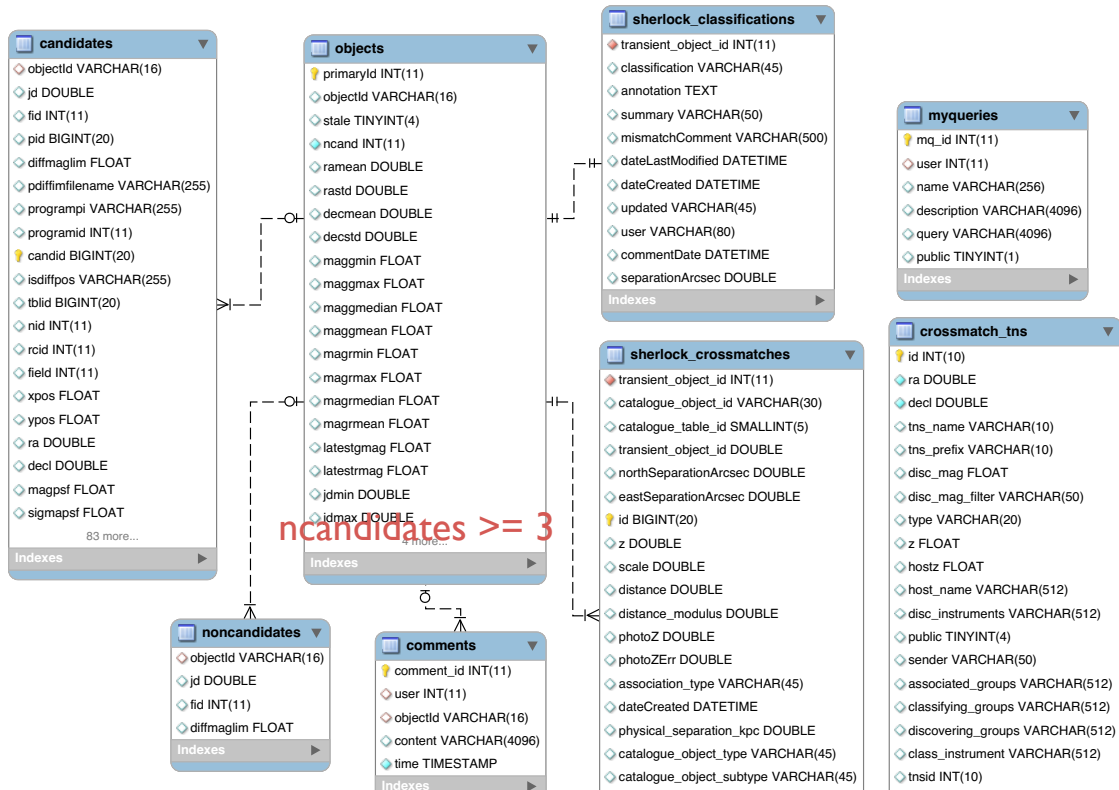 candidates
objectId VARCHAR(16)
jd DOUBLE
fid INT(11)
pid BIGINT(20)
diffmaglim FLOAT
pdiffimfilename VARCHAR(255)
programpi VARCHAR(255)
programid INT(11)
candid BIGINT(20)
isdiffpos VARCHAR(255)
tblid BIGINT(20)
nid INT(11)
rcid INT(11)
field INT(11)
xpos FLOAT
ypos FLOAT
ra DOUBLE
decl DOUBLE
magpsf FLOAT
sigmapsf FLOAT
83 more...
Indexes
objects
primaryId INT(11)
objectId VARCHAR(16)
stale TINYINT(4)
ncand INT(11)
ramean DOUBLE
rastd DOUBLE
decmean DOUBLE
decstd DOUBLE
maggmin FLOAT
maggmax FLOAT
maggmedian FLOAT
maggmean FLOAT
magrmin FLOAT
magrmax FLOAT
magrmedian FLOAT
magrmean FLOAT
latestgmag FLOAT
latestrmag FLOAT
jdmin DOUBLE
jdmax DOUBLE
ncandidates >= 3
4 more...
Indexes
sherlock_classifications
transient_object_id INT(11)
classification VARCHAR(45)
annotation TEXT
summary VARCHAR(50)
mismatchComment VARCHAR(500)
dateLastModified DATETIME
dateCreated DATETIME
updated VARCHAR(45)
user VARCHAR(80)
commentDate DATETIME
separationArcsec DOUBLE
Indexes
myqueries
mq_id INT(11)
user INT(11)
name VARCHAR(256)
description VARCHAR(4096)
query VARCHAR(4096)
public TINYINT(1)
Indexes
sherlock_crossmatches
transient_object_id INT(11)
catalogue_object_id VARCHAR(30)
catalogue_table_id SMALLINT(5)
transient_object_id DOUBLE
northSeparationArcsec DOUBLE
eastSeparationArcsec DOUBLE
id BIGINT(20)
z DOUBLE
scale DOUBLE
distance DOUBLE
distance_modulus DOUBLE
photoZ DOUBLE
photoZErr DOUBLE
association_type VARCHAR(45)
dateCreated DATETIME
physical_separation_kpc DOUBLE
catalogue_object_type VARCHAR(45)
catalogue_object_subtype VARCHAR(45)
crossmatch_tns
id INT(10)
ra DOUBLE
decl DOUBLE
tns_name VARCHAR(10)
tns_prefix VARCHAR(10)
disc_mag FLOAT
disc_mag_filter VARCHAR(50)
type VARCHAR(20)
z FLOAT
hostz FLOAT
host_name VARCHAR(512)
disc_instruments VARCHAR(512)
public TINYINT(4)
sender VARCHAR(50)
associated_groups VARCHAR(512)
classifying_groups VARCHAR(512)
discovering_groups VARCHAR(512)
class_instrument VARCHAR(512)
tnsid INT(10)
noncandidates
objectId VARCHAR(16)
jd DOUBLE
fid INT(11)
diffmaglim FLOAT
Indexes
comments
comment_id INT(11)
user INT(11)
objectId VARCHAR(16)
content VARCHAR(4096)
time TIMESTAMP
Indexes